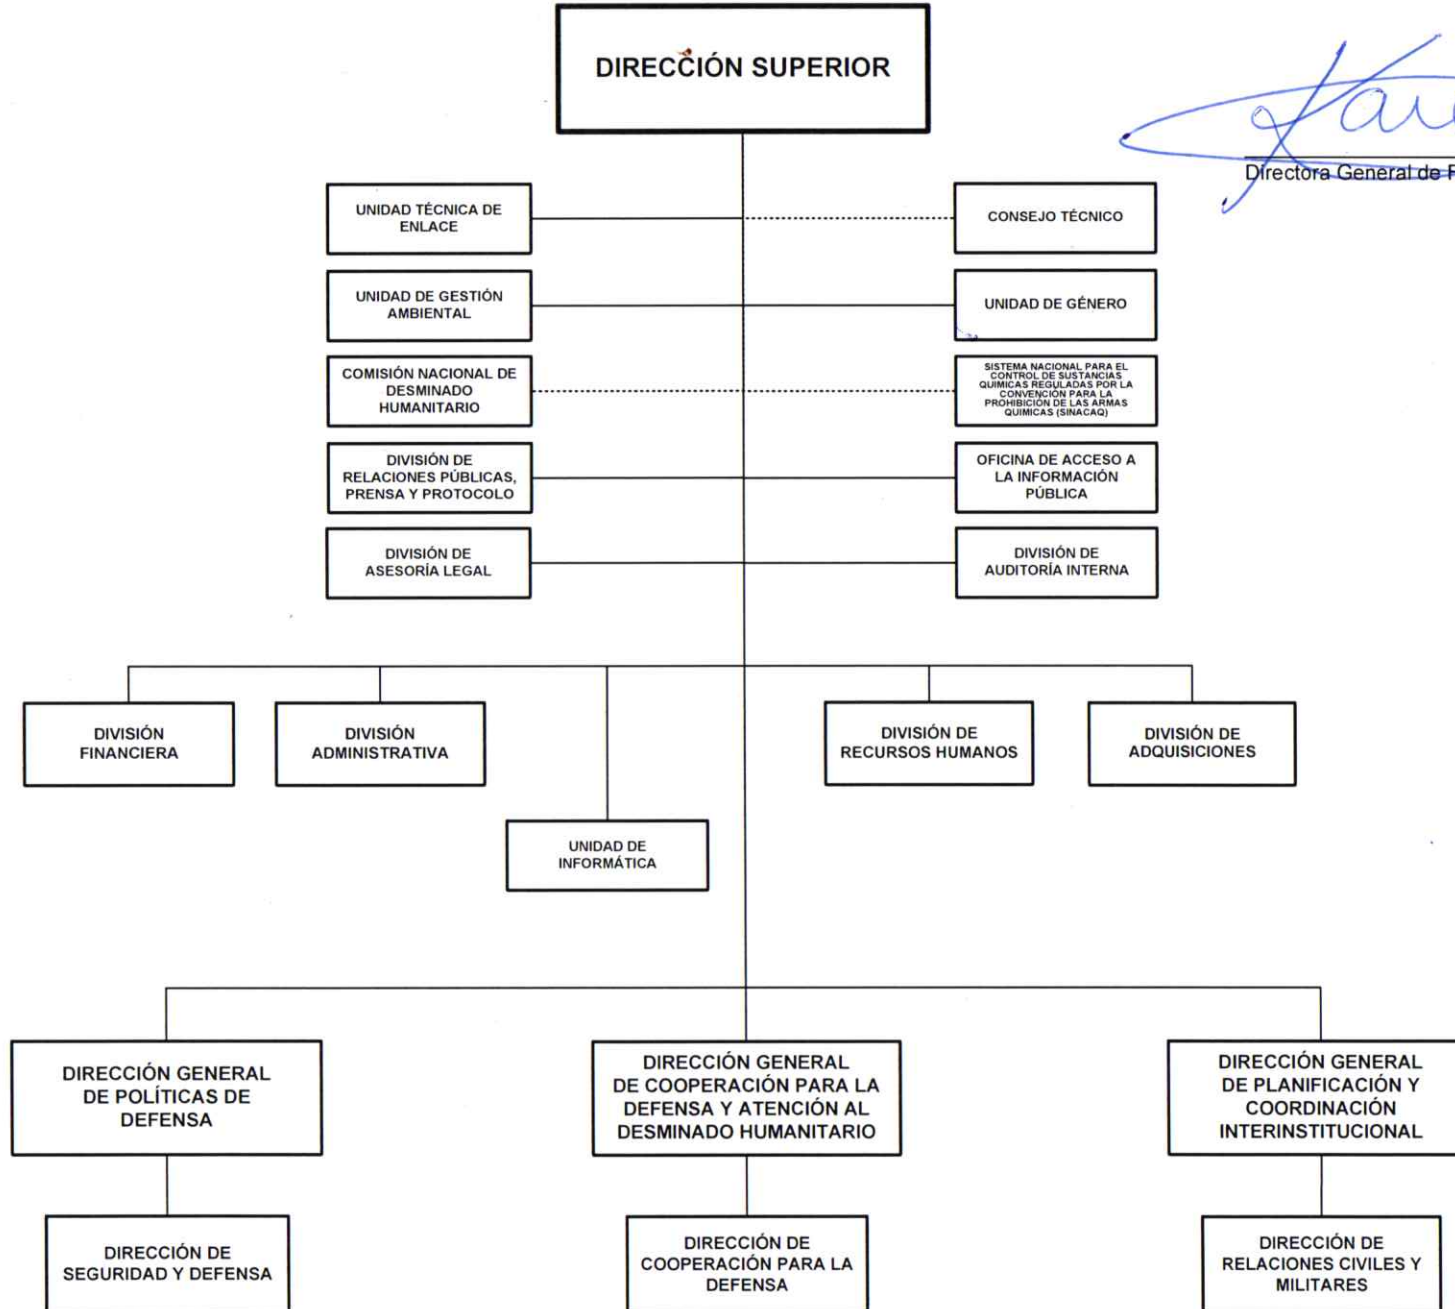 DIRECCIÓN SUPERIOR
Directora General de
UNIDAD TÉCNICA DE
ENLACE
CONSEJO TÉCNICO
UNIDAD DE GESTIÓN
AMBIENTAL
UNIDAD DE GÉNERO
COMISIÓN NACIONAL DE
DESMINADO
HUMANITARIO
SISTEMA NACIONAL PARA EL
CONTROL DE SUSTANCIAS
QUIMICAS REGULADAS POR LA
CONVENCIÓN PARA LA
PROHIBICIÓN DE LAS ARMAS
QUIMICAS (SINACAQ)
DIVISIÓN DE
RELACIONES PÚBLICAS,
PRENSA Y PROTOCOLO
OFICINA DE ACCESO A
LA INFORMACIÓN
PÚBLICA
DIVISIÓN DE
ASESORÍA LEGAL
DIVISIÓN DE
AUDITORÍA INTERNA
DIVISIÓN
FINANCIERA
DIVISIÓN
ADMINISTRATIVA
DIVISIÓN DE
RECURSOS HUMANOS
DIVISIÓN DE
ADQUISICIONES
UNIDAD DE
INFORMÁTICA
DIRECCIÓN GENERAL
DE POLÍTICAS DE
DEFENSA
DIRECCIÓN GENERAL
DE COOPERACIÓN PARA LA
DEFENSA Y ATENCIÓN AL
DESMINADO HUMANITARIO
DIRECCIÓN GENERAL
DE PLANIFICACIÓN Y
COORDINACIÓN
INTERINSTITUCIONAL
DIRECCIÓN DE
SEGURIDAD Y DEFENSA
DIRECCIÓN DE
COOPERACIÓN PARA LA
DEFENSA
DIRECCIÓN DE
RELACIONES CIVILES Y
MILITARES